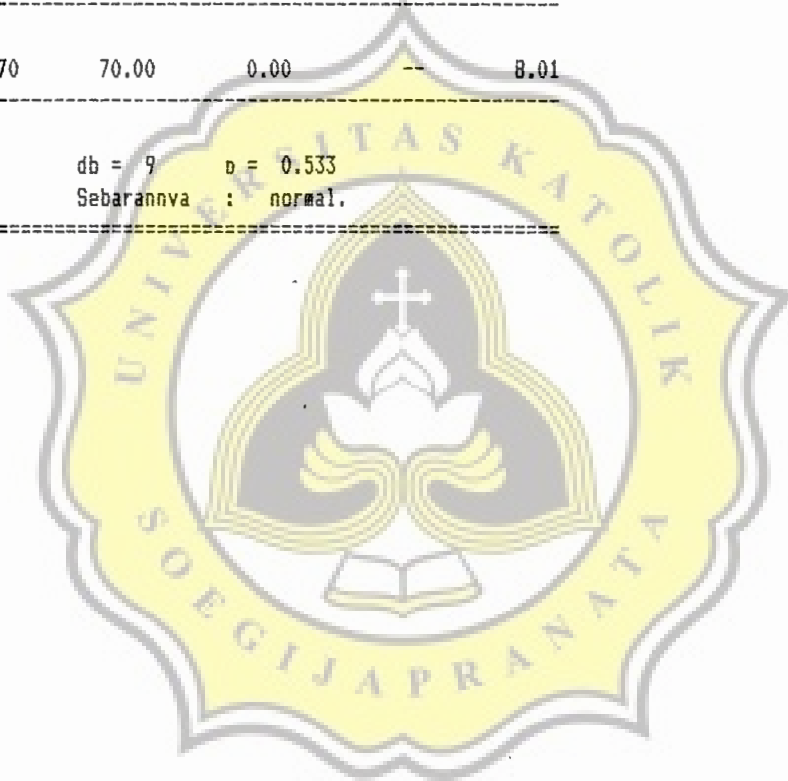 70 70.00 0.00 -- 8.01
db = 9 p = 0.533
Sebarannya : normal.
UNIVERSITAS KATOLIK
SOEGIJAPRANATA